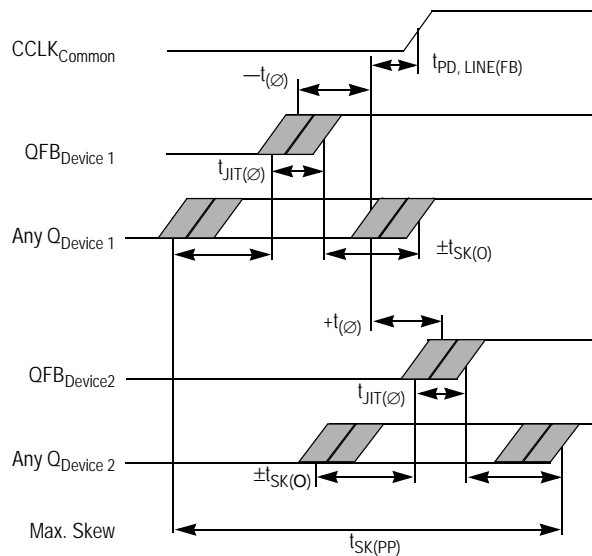 CCLKCommon
tPD, LINE(FB)
—t(∅)
QFBDevice 1
tJIT(∅)
Any QDevice 1
±tSK(O)
+t(∅)
QFBDevice2
tJIT(∅)
Any QDevice 2
±tSK(O)
Max. Skew
tSK(PP)